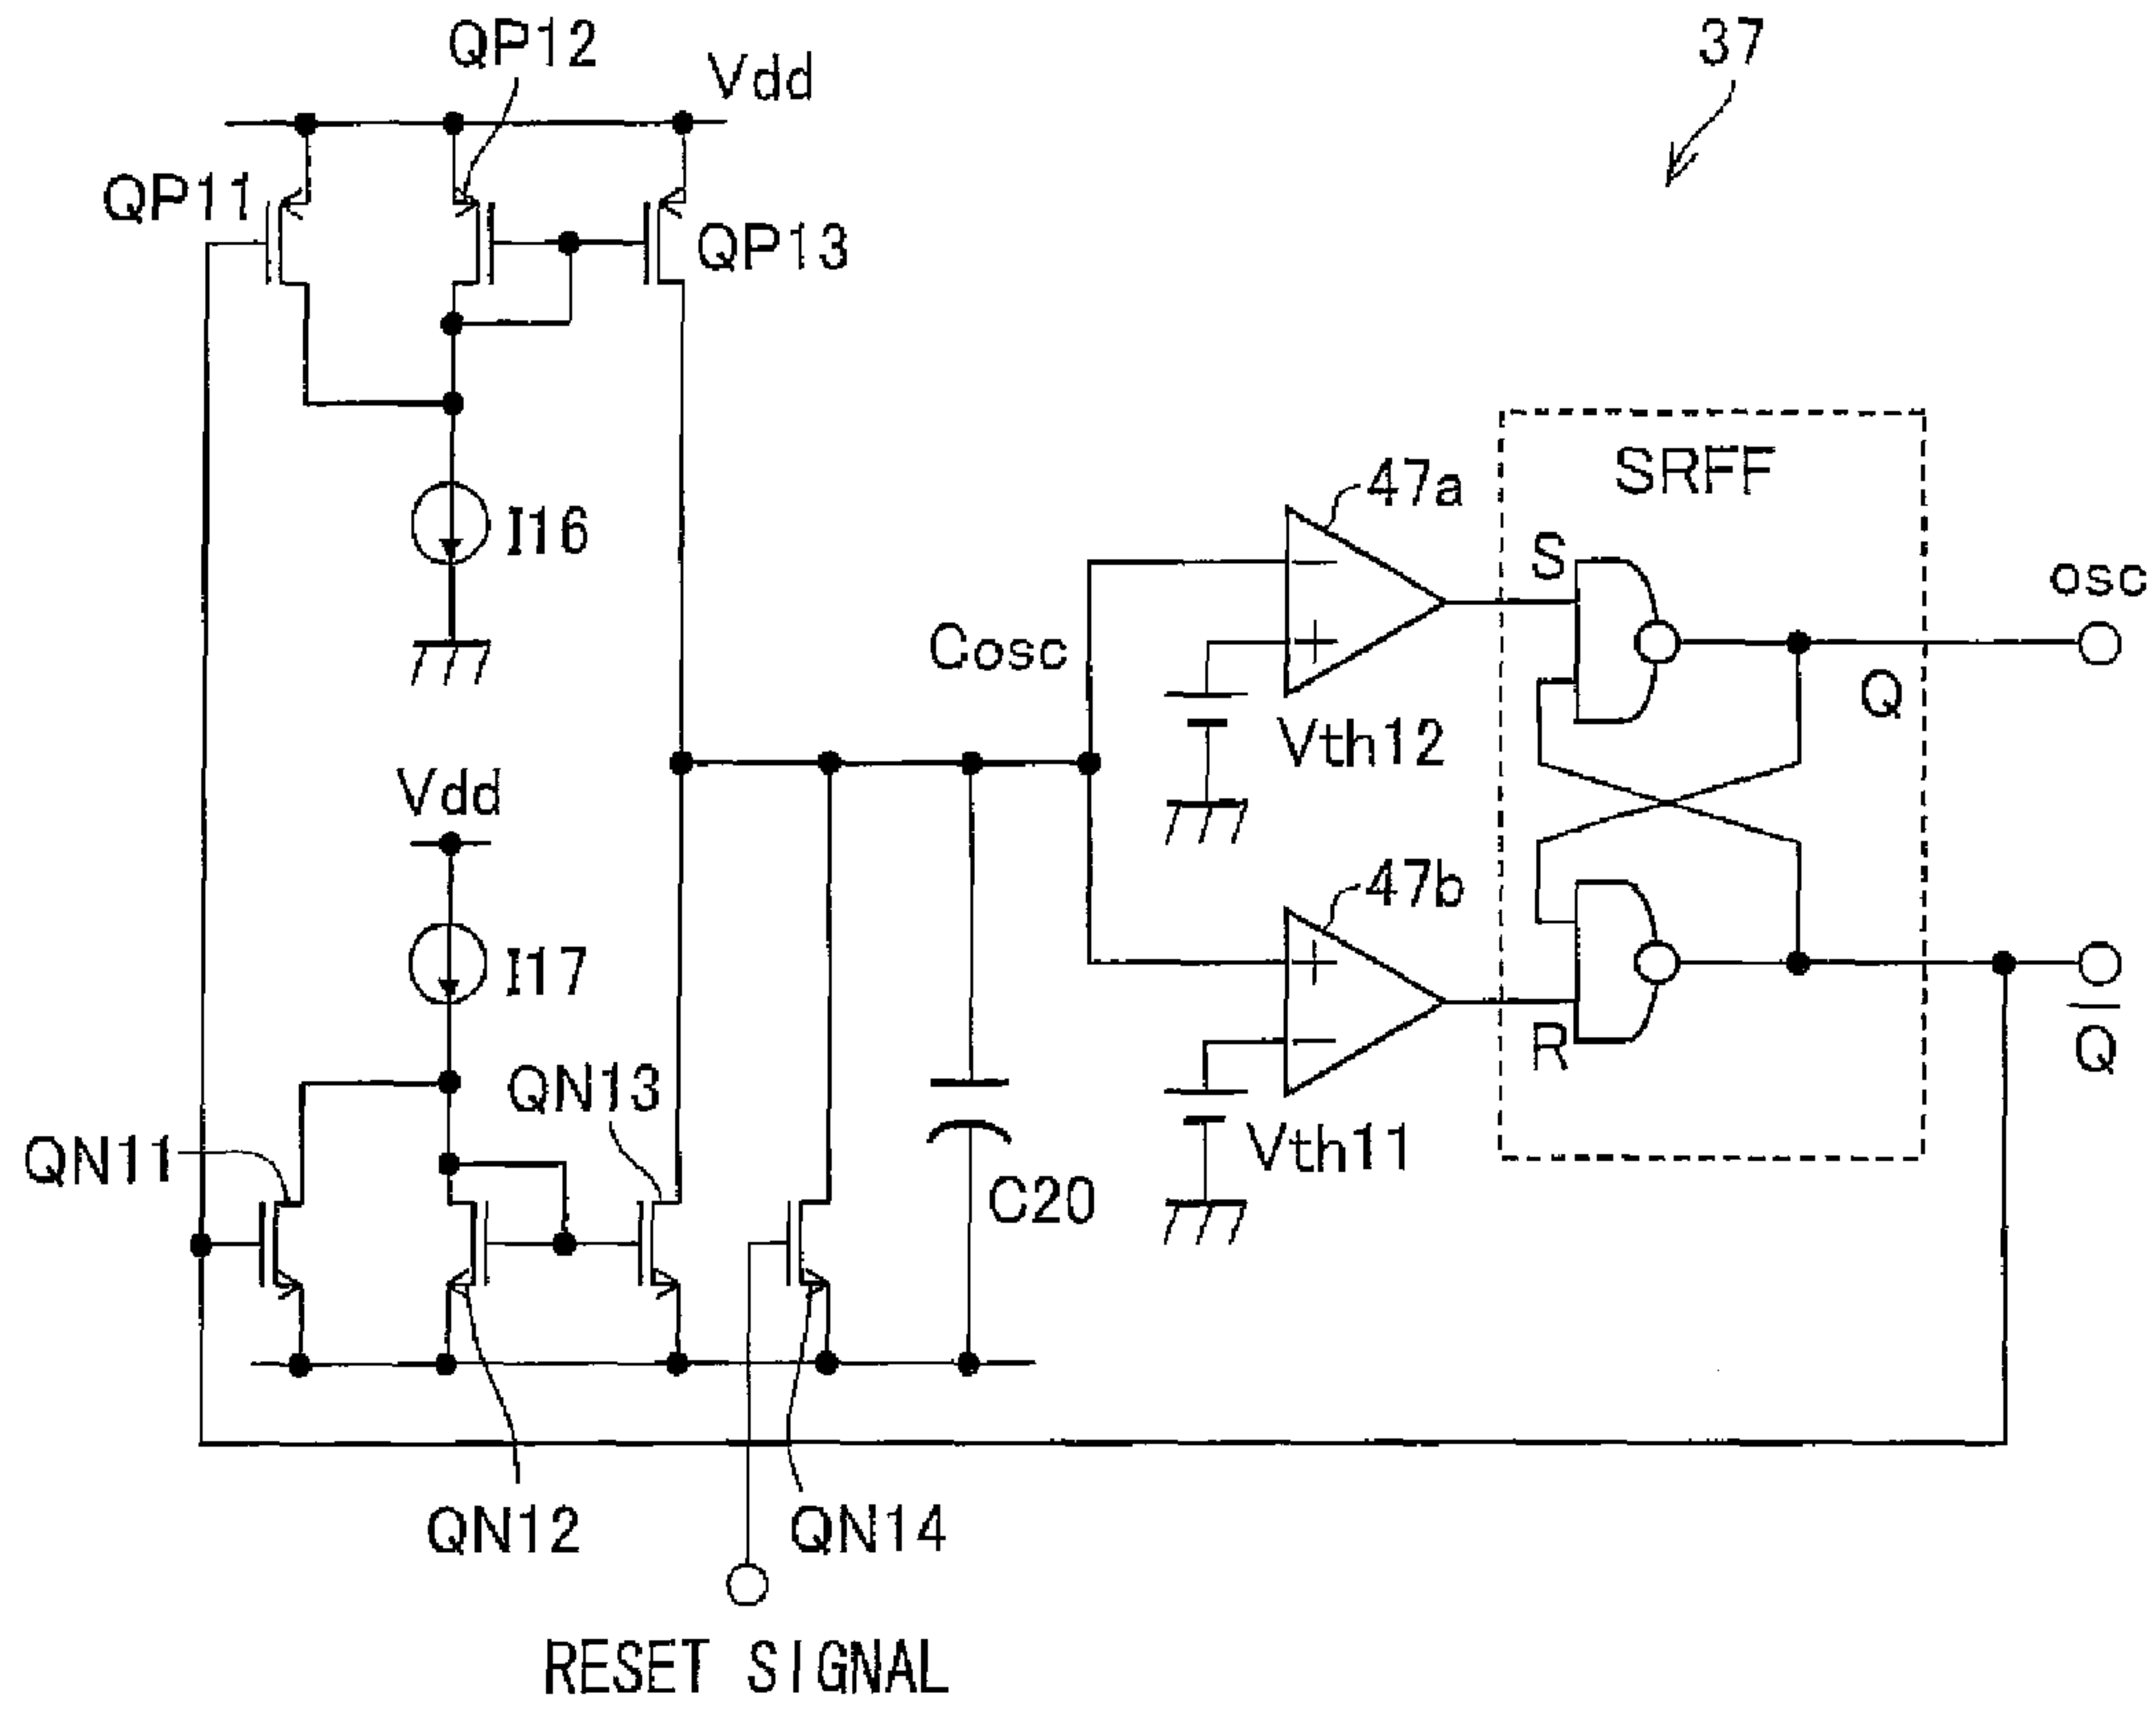 37
QP12
Vdd
QP11
QP13
I16
47a
SRFF
S
osc
Cosc
Q
Vth12
Vdd
47b
I17
R
Q̅
QN13
QN11
Vth11
C20
QN12
QN14
RESET SIGNAL